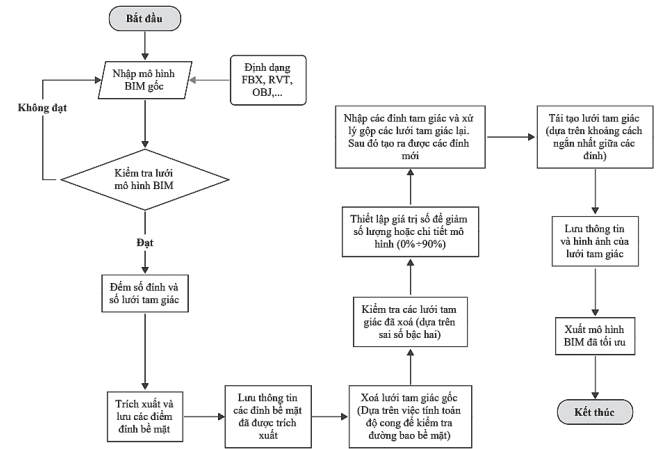 Bắt đầu
Nhập mô hình
BIM gốc
Định dạng
FBX, RVT,
OBJ,...
Không đạt
Kiểm tra lưới
mô hình BIM
Đạt
Đếm số đỉnh và
số lưới tam giác
Trích xuất và
lưu các điểm
đỉnh bề mặt
Lưu thông tin
các đỉnh bề mặt
đã được trích
xuất
Xoá lưới tam giác gốc
(Dựa trên việc tính toán
độ cong để kiểm tra
đường bao bề mặt)
Kiểm tra các lưới tam
giác đã xoá (dựa trên
sai số bậc hai)
Thiết lập giá trị số để giảm
số lượng hoặc chi tiết mô
hình (0%÷90%)
Nhập các đỉnh tam giác và xử
lý gộp các lưới tam giác lại.
Sau đó tạo ra được các đỉnh
mới
Tái tạo lưới tam giác
(dựa trên khoảng cách
ngắn nhất giữa các
đỉnh)
Lưu thông tin
và hình ảnh của
lưới tam giác
Xuất mô hình
BIM đã tối ưu
Kết thúc